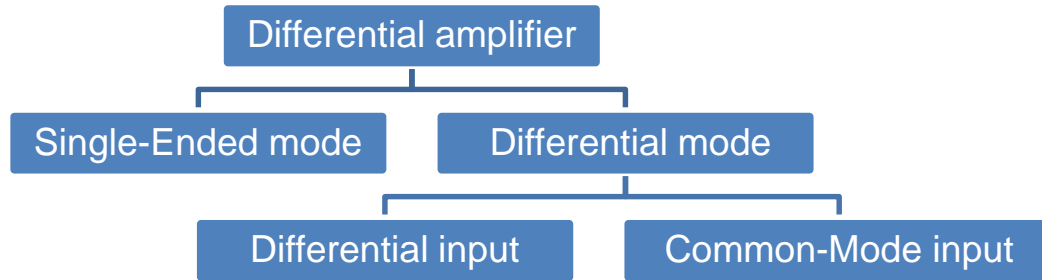 Differential amplifier
Single-Ended mode
Differential mode
Differential input
Common-Mode input